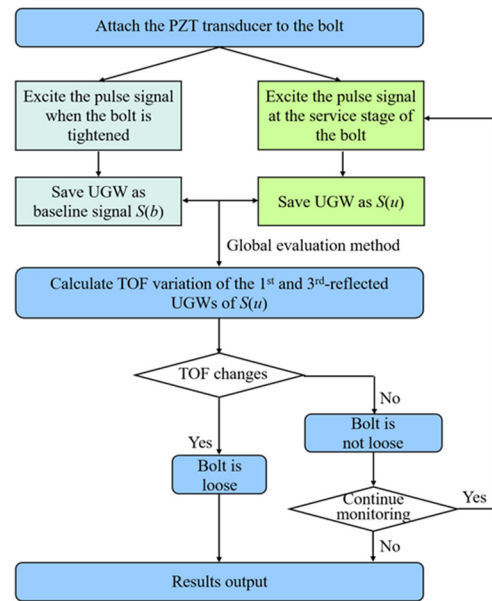 Attach the PZT transducer to the bolt
Excite the pulse signal
when the bolt is
tightened
Excite the pulse signal
at the service stage of
the bolt
Save UGW as
baseline signal S(b)
Save UGW as S(u)
Global evaluation method
Calculate TOF variation of the 1st and 3rd-reflected
UGWs of S(u)
TOF changes
No
Yes
Bolt is
not loose
Bolt is
loose
Continue
monitoring
Yes
No
Results output